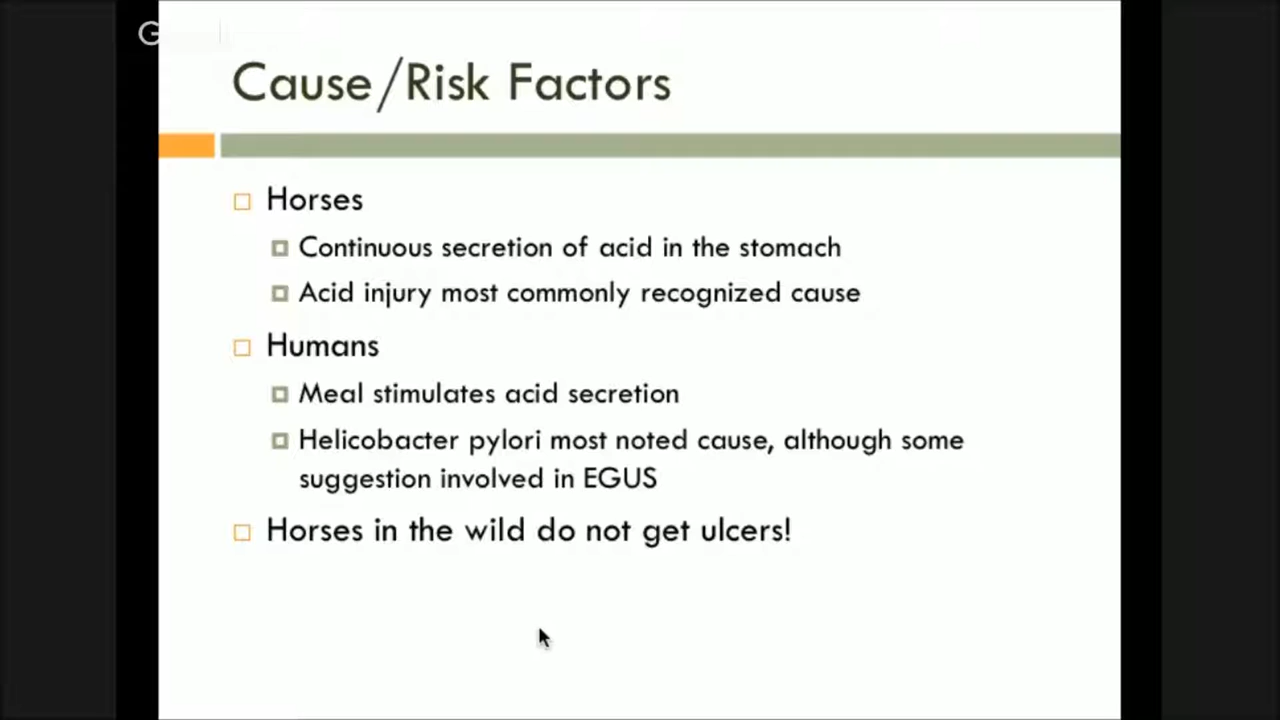 Cause/Risk Factors
Horses
Continuous secretion of acid in the stomach
Acid injury most commonly recognized cause
Humans
Meal stimulates acid secretion
Helicobacter pylori most noted cause, although some
suggestion involved in EGUS
Horses in the wild do not get ulcers!